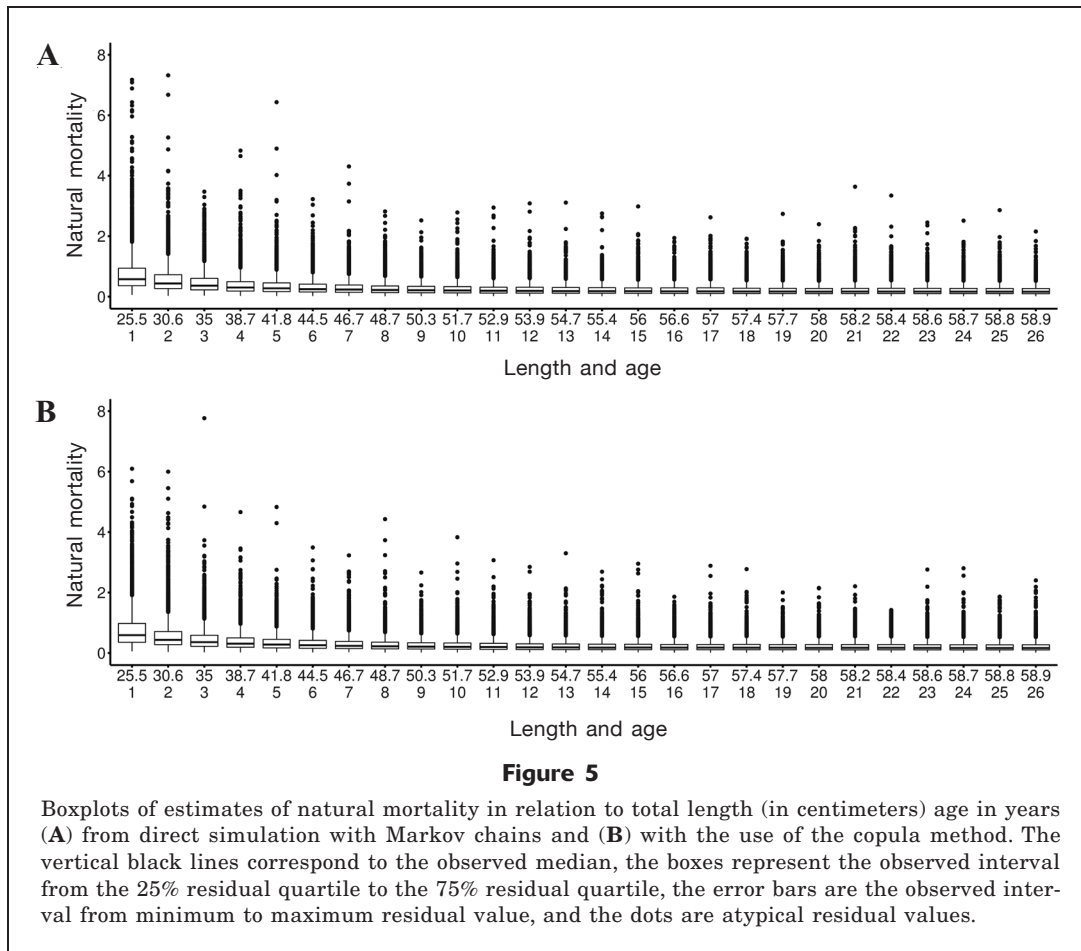 A
Natural mortality
8
6
4
2
0
25.5 30.6 35 38.7 41.8 44.5 46.7 48.7 50.3 51.7 52.9 53.9 54.7 55.4 56 56.6 57 57.4 57.7 58 58.2 58.4 58.6 58.7 58.8 58.9
1 2 3 4 5 6 7 8 9 10 11 12 13 14 15 16 17 18 19 20 21 22 23 24 25 26
Length and age
B
Natural mortality
8
6
4
2
0
25.5 30.6 35 38.7 41.8 44.5 46.7 48.7 50.3 51.7 52.9 53.9 54.7 55.4 56 56.6 57 57.4 57.7 58 58.2 58.4 58.6 58.7 58.8 58.9
1 2 3 4 5 6 7 8 9 10 11 12 13 14 15 16 17 18 19 20 21 22 23 24 25 26
Length and age
Figure 5
Boxplots of estimates of natural mortality in relation to total length (in centimeters) age in years
(A) from direct simulation with Markov chains and (B) with the use of the copula method. The
vertical black lines correspond to the observed median, the boxes represent the observed interval
from the 25% residual quartile to the 75% residual quartile, the error bars are the observed inter-
val from minimum to maximum residual value, and the dots are atypical residual values.